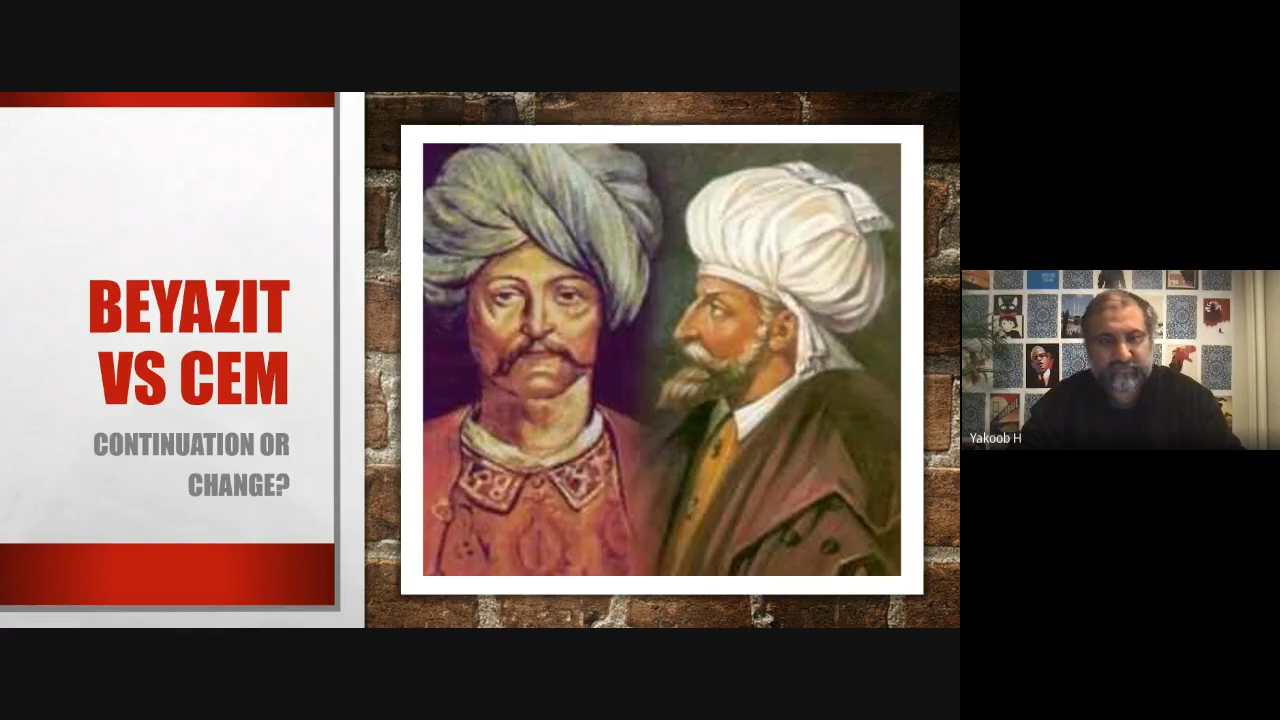 BEYAZIT
VS CEM
CONTINUATION OR
CHANGE?
Yakoob H